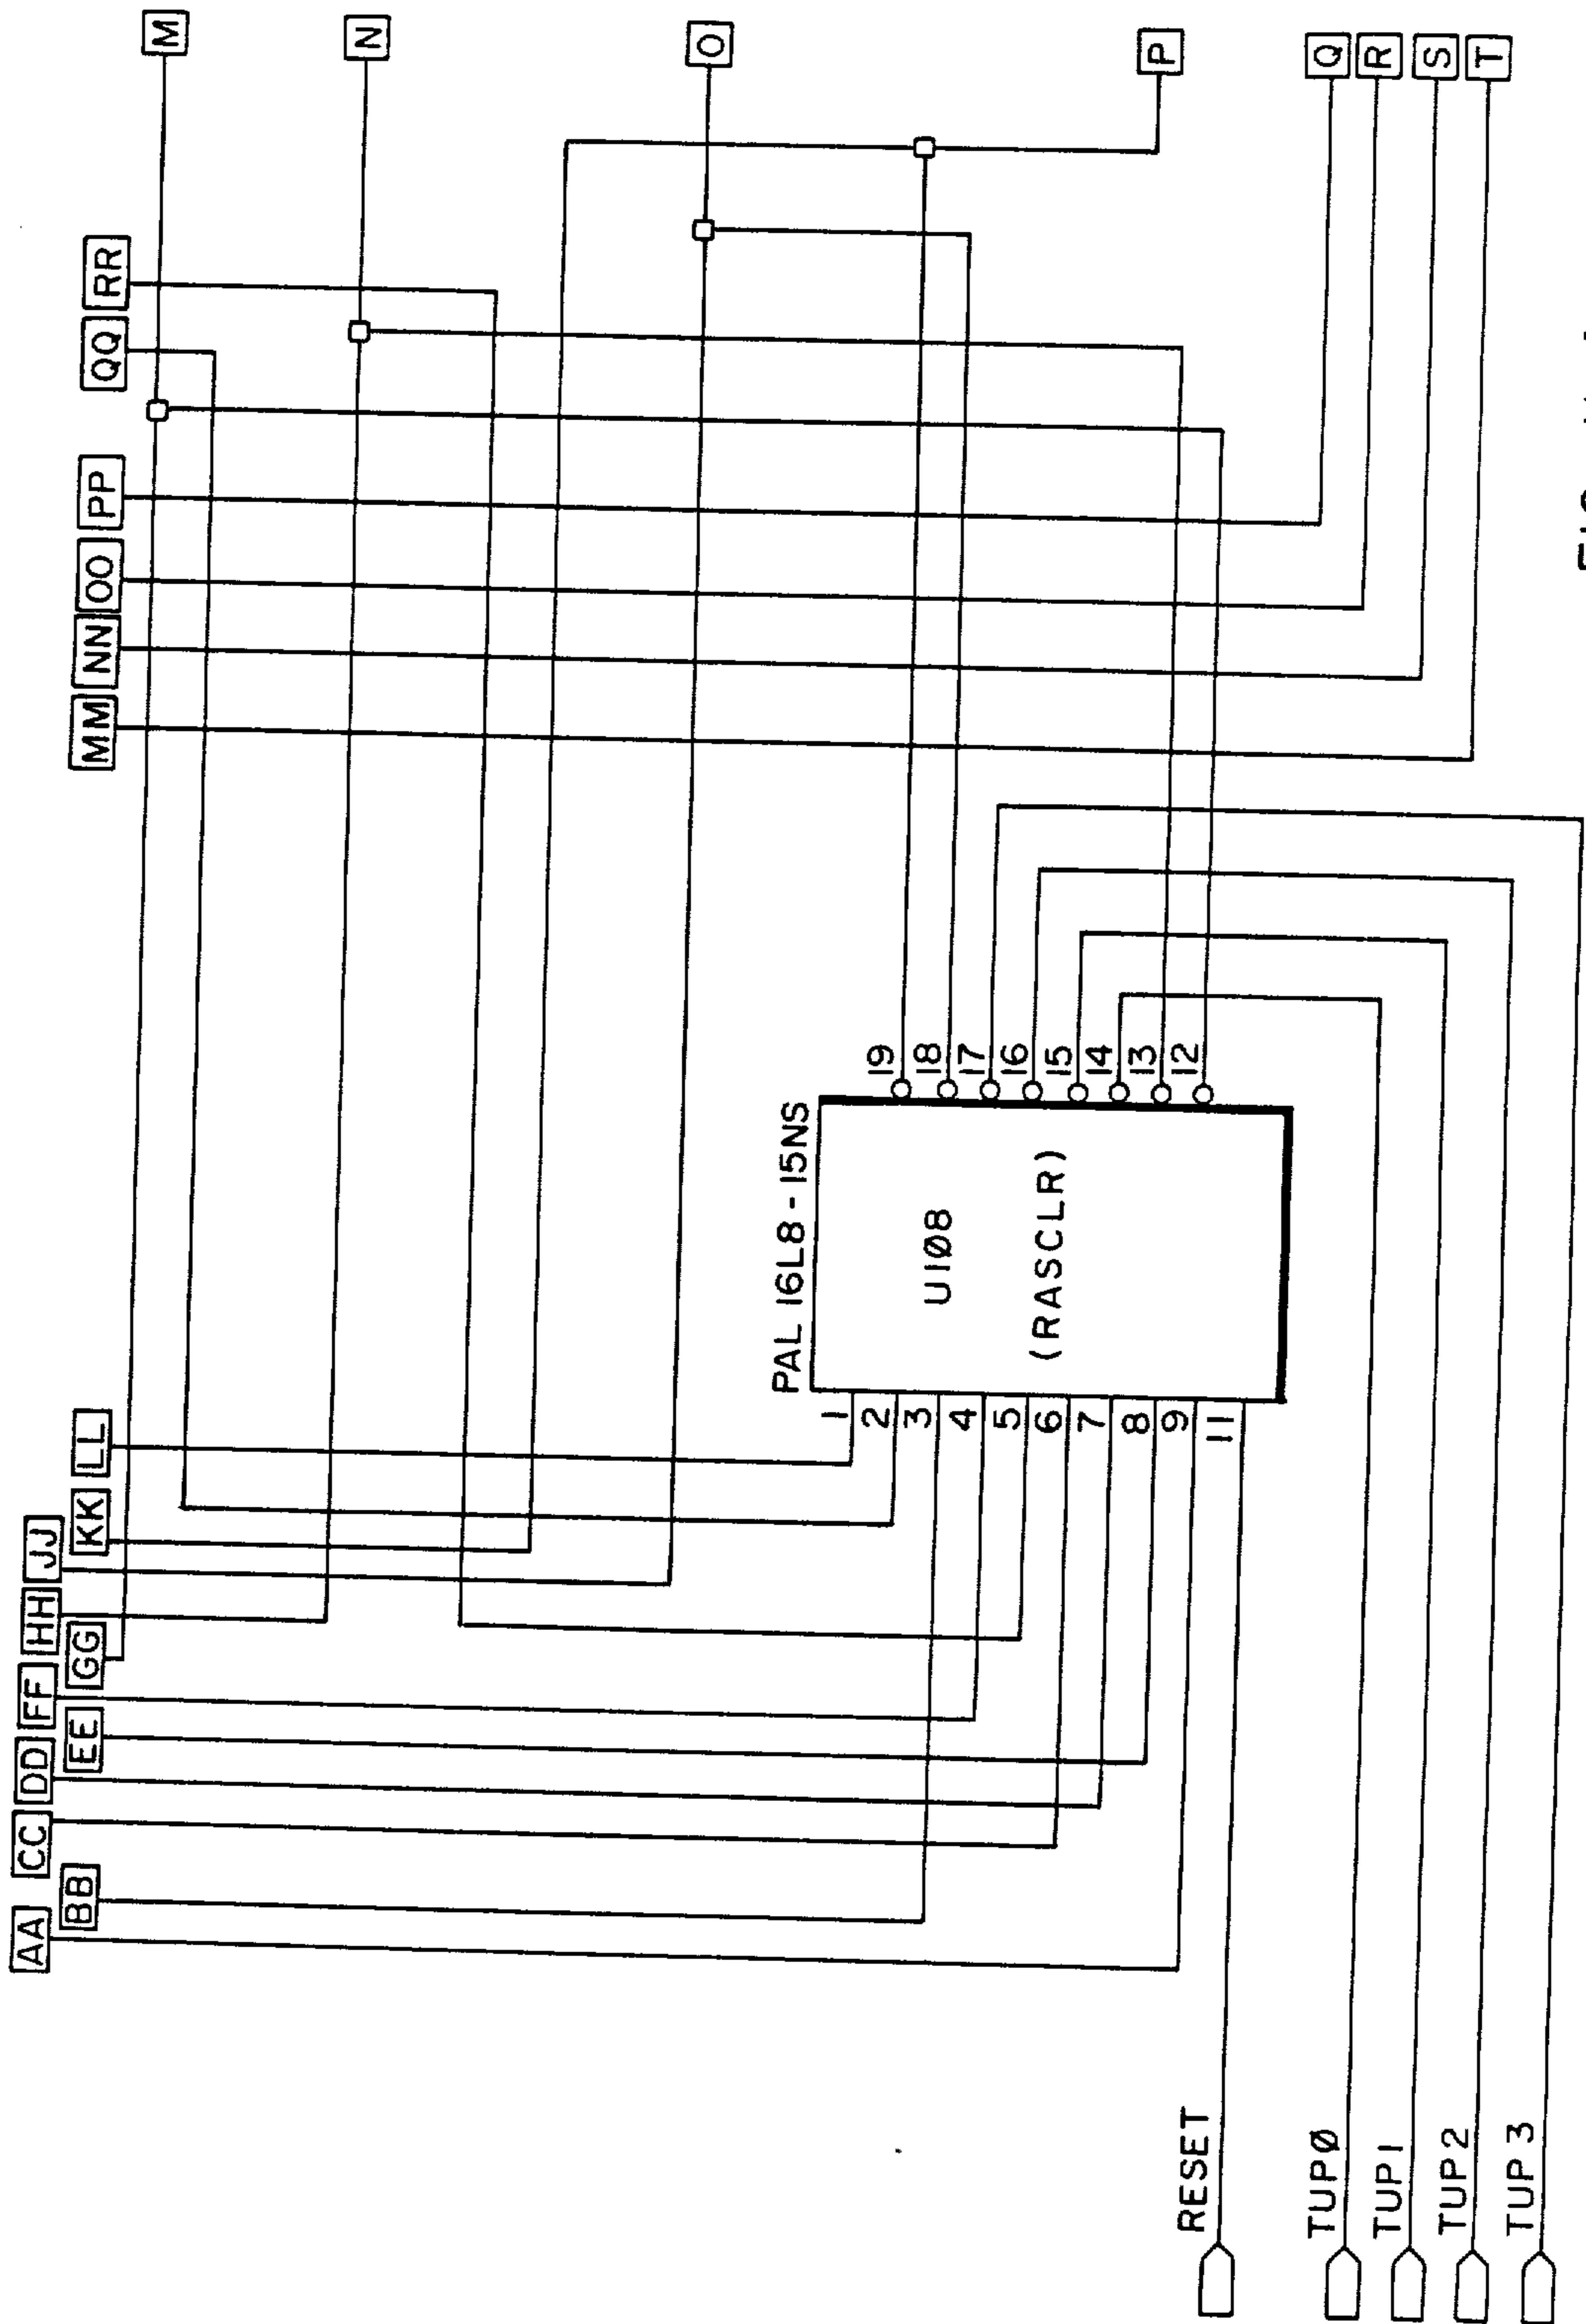 AA
BB
CC
DD
EE
FF
GG
HH
JJ
KK
LL
MM
NN
OO
PP
QQ
RR
M
N
O
P
Q
R
S
T
PAL 16L8-15NS
U1Ø8
(RASCLR)
1
2
3
4
5
6
7
8
9
11
19
18
17
16
15
14
13
12
RESET
TUPØ
TUP1
TUP2
TUP3